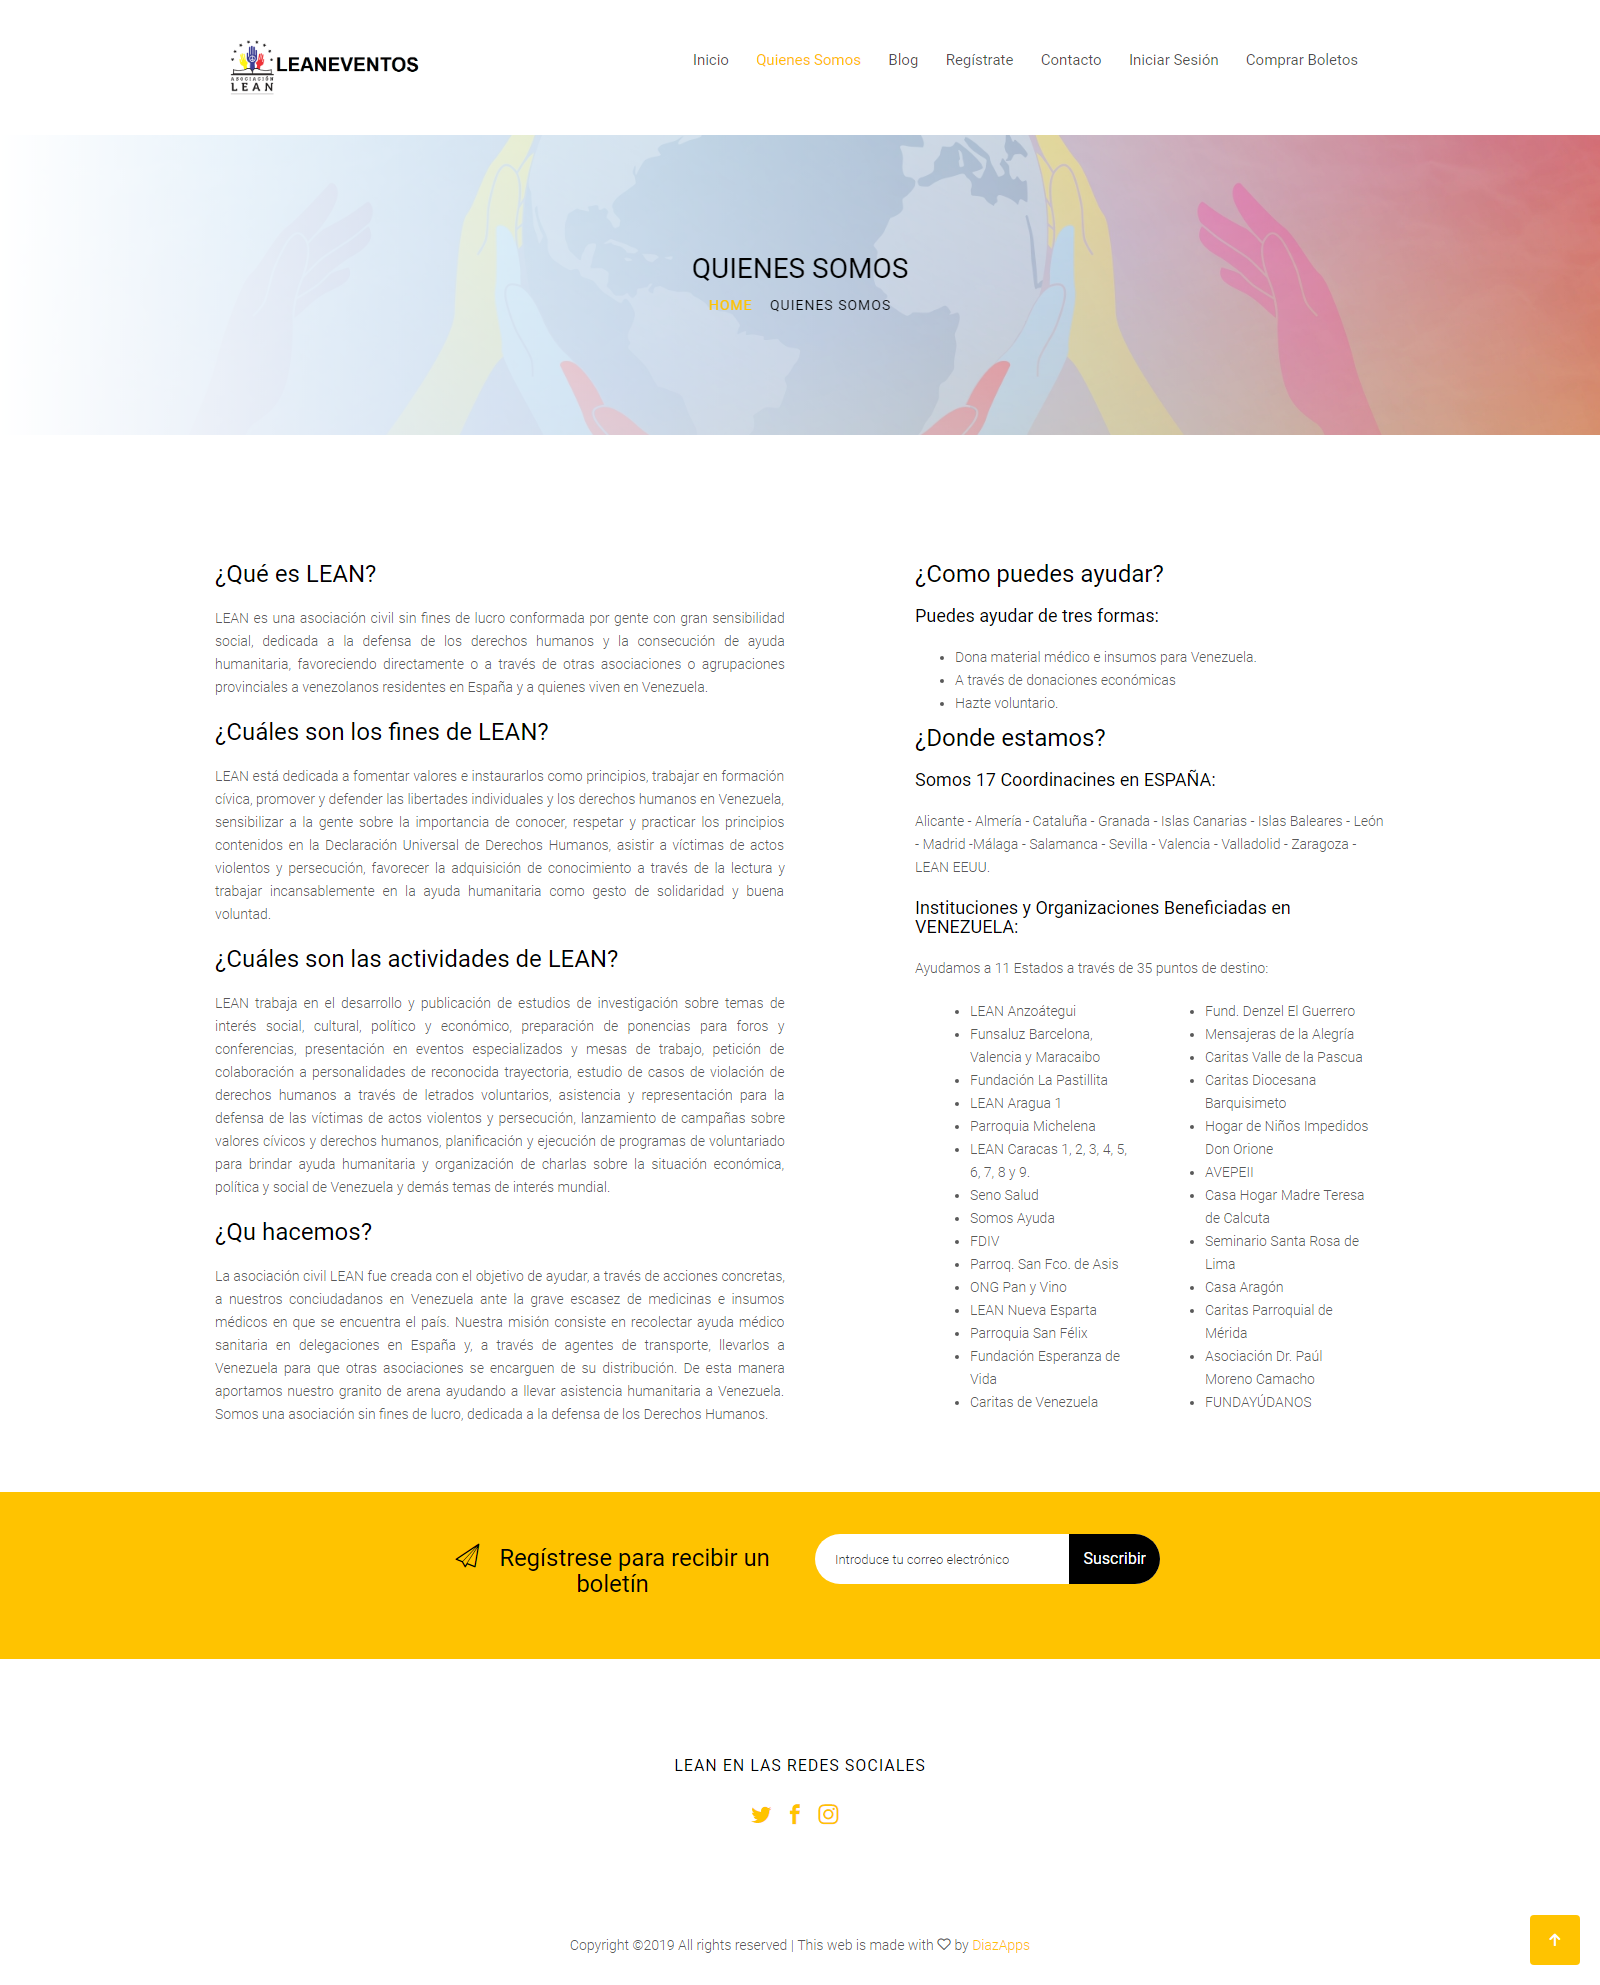 ASOCIACIÓN
LEAN
LEANEVENTOS
Inicio
Quienes Somos
Blog
Regístrate
Contacto
Iniciar Sesión
Comprar Boletos
QUIENES SOMOS
HOME QUIENES SOMOS
¿Qué es LEAN?
LEAN es una asociación civil sin fines de lucro conformada por gente con gran sensibilidad
social, dedicada a la defensa de los derechos humanos y la consecución de ayuda
humanitaria, favoreciendo directamente o a través de otras asociaciones o agrupaciones
provinciales a venezolanos residentes en España y a quienes viven en Venezuela.
¿Cuáles son los fines de LEAN?
LEAN está dedicada a fomentar valores e instaurarlos como principios, trabajar en formación
cívica, promover y defender las libertades individuales y los derechos humanos en Venezuela,
sensibilizar a la gente sobre la importancia de conocer, respetar y practicar los principios
contenidos en la Declaración Universal de Derechos Humanos, asistir a víctimas de actos
violentos y persecución, favorecer la adquisición de conocimiento a través de la lectura y
trabajar incansablemente en la ayuda humanitaria como gesto de solidaridad y buena
voluntad.
¿Cuáles son las actividades de LEAN?
LEAN trabaja en el desarrollo y publicación de estudios de investigación sobre temas de
interés social, cultural, político y económico, preparación de ponencias para foros y
conferencias, presentación en eventos especializados y mesas de trabajo, petición de
colaboración a personalidades de reconocida trayectoria, estudio de casos de violación de
derechos humanos a través de letrados voluntarios, asistencia y representación para la
defensa de las víctimas de actos violentos y persecución, lanzamiento de campañas sobre
valores cívicos y derechos humanos, planificación y ejecución de programas de voluntariado
para brindar ayuda humanitaria y organización de charlas sobre la situación económica,
política y social de Venezuela y demás temas de interés mundial.
¿Qu hacemos?
La asociación civil LEAN fue creada con el objetivo de ayudar, a través de acciones concretas,
a nuestros conciudadanos en Venezuela ante la grave escasez de medicinas e insumos
médicos en que se encuentra el país. Nuestra misión consiste en recolectar ayuda médico
sanitaria en delegaciones en España y, a través de agentes de transporte, llevarlos a
Venezuela para que otras asociaciones se encarguen de su distribución. De esta manera
aportamos nuestro granito de arena ayudando a llevar asistencia humanitaria a Venezuela.
Somos una asociación sin fines de lucro, dedicada a la defensa de los Derechos Humanos.
¿Como puedes ayudar?
Puedes ayudar de tres formas:
• Dona material médico e insumos para Venezuela.
• A través de donaciones económicas
• Hazte voluntario.
¿Donde estamos?
Somos 17 Coordinacines en ESPAÑA:
Alicante - Almería - Cataluña - Granada - Islas Canarias - Islas Baleares - León
- Madrid -Málaga - Salamanca - Sevilla - Valencia - Valladolid - Zaragoza -
LEAN EEUU.
Instituciones y Organizaciones Beneficiadas en
VENEZUELA:
Ayudamos a 11 Estados a través de 35 puntos de destino:
• LEAN Anzoátegui
• Funsaluz Barcelona,
Valencia y Maracaibo
• Fundación La Pastillita
• LEAN Aragua 1
• Parroquia Michelena
• LEAN Caracas 1, 2, 3, 4, 5,
6, 7, 8 y 9.
• Seno Salud
• Somos Ayuda
• FDIV
• Parroq. San Fco. de Asis
• ONG Pan y Vino
• LEAN Nueva Esparta
• Parroquia San Félix
• Fundación Esperanza de
Vida
• Caritas de Venezuela
• Fund. Denzel El Guerrero
• Mensajeras de la Alegría
• Caritas Valle de la Pascua
• Caritas Diocesana
Barquisimeto
• Hogar de Niños Impedidos
Don Orione
• AVEPEII
• Casa Hogar Madre Teresa
de Calcuta
• Seminario Santa Rosa de
Lima
• Casa Aragón
• Caritas Parroquial de
Mérida
• Asociación Dr. Paúl
Moreno Camacho
• FUNDAYÚDANOS
Regístrese para recibir un
boletín
Introduce tu correo electrónico
Suscribir
LEAN EN LAS REDES SOCIALES
Copyright ©2019 All rights reserved | This web is made with ♡ by DiazApps